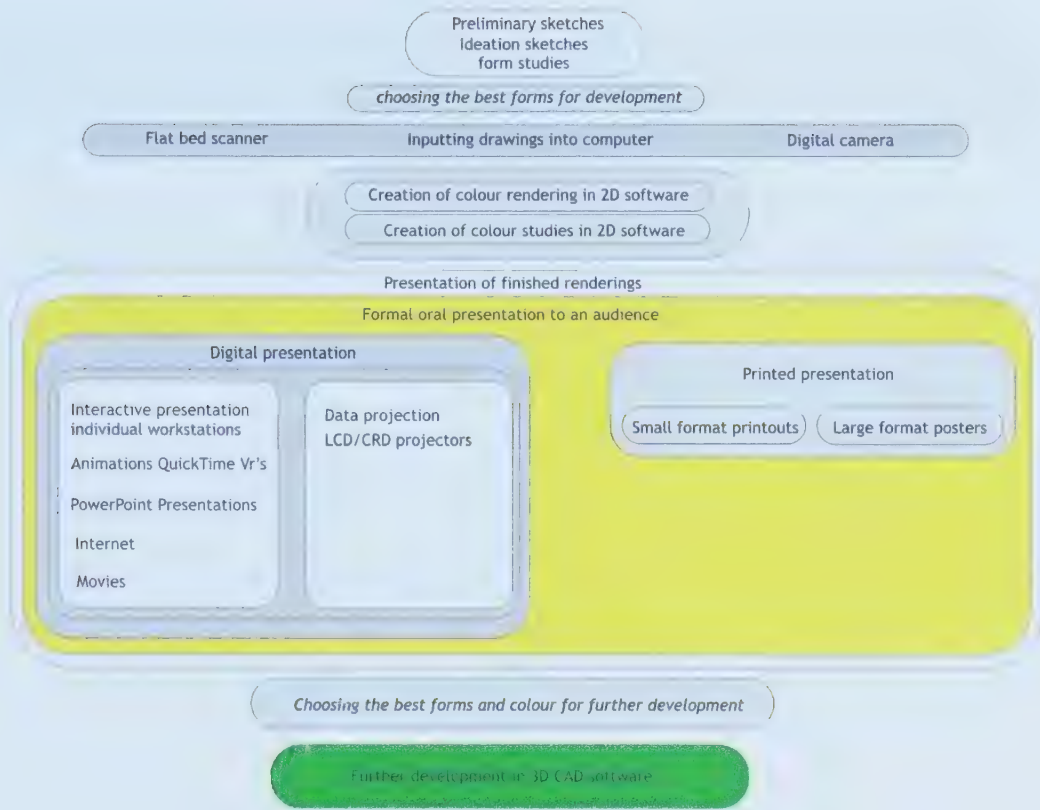 Preliminary sketches
Ideation sketches
form studies
choosing the best forms for development
Flat bed scanner
Inputting drawings into computer
Digital camera
Creation of colour rendering in 2D software
Creation of colour studies in 2D software
Presentation of finished renderings
Formal oral presentation to an audience
Digital presentation
Interactive presentation
individual workstations
Animations QuickTime Vr's
PowerPoint Presentations
Internet
Movies
Data projection
LCD/CRD projectors
Printed presentation
Small format printouts
Large format posters
Choosing the best forms and colour for further development
Further development in 3D CAD software